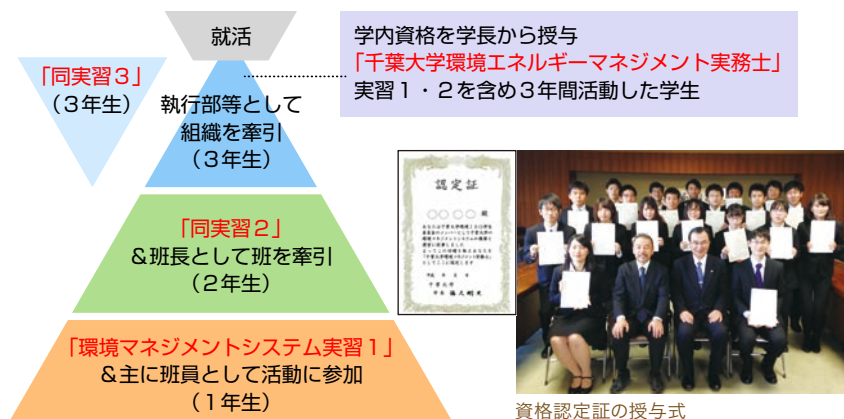 就活
学内資格を学長から授与
「千葉大学環境エネルギーマネジメント実務士」
実習１・２を含め３年間活動した学生
「同実習３」
（３年生）
執行部等として
組織を牽引
（３年生）
「同実習２」
＆班長として班を牽引
（２年生）
「環境マネジメントシステム実習１」
＆主に班員として活動に参加
（１年生）
認定証
○○○○ 殿
千葉大学
資格認定証の授与式